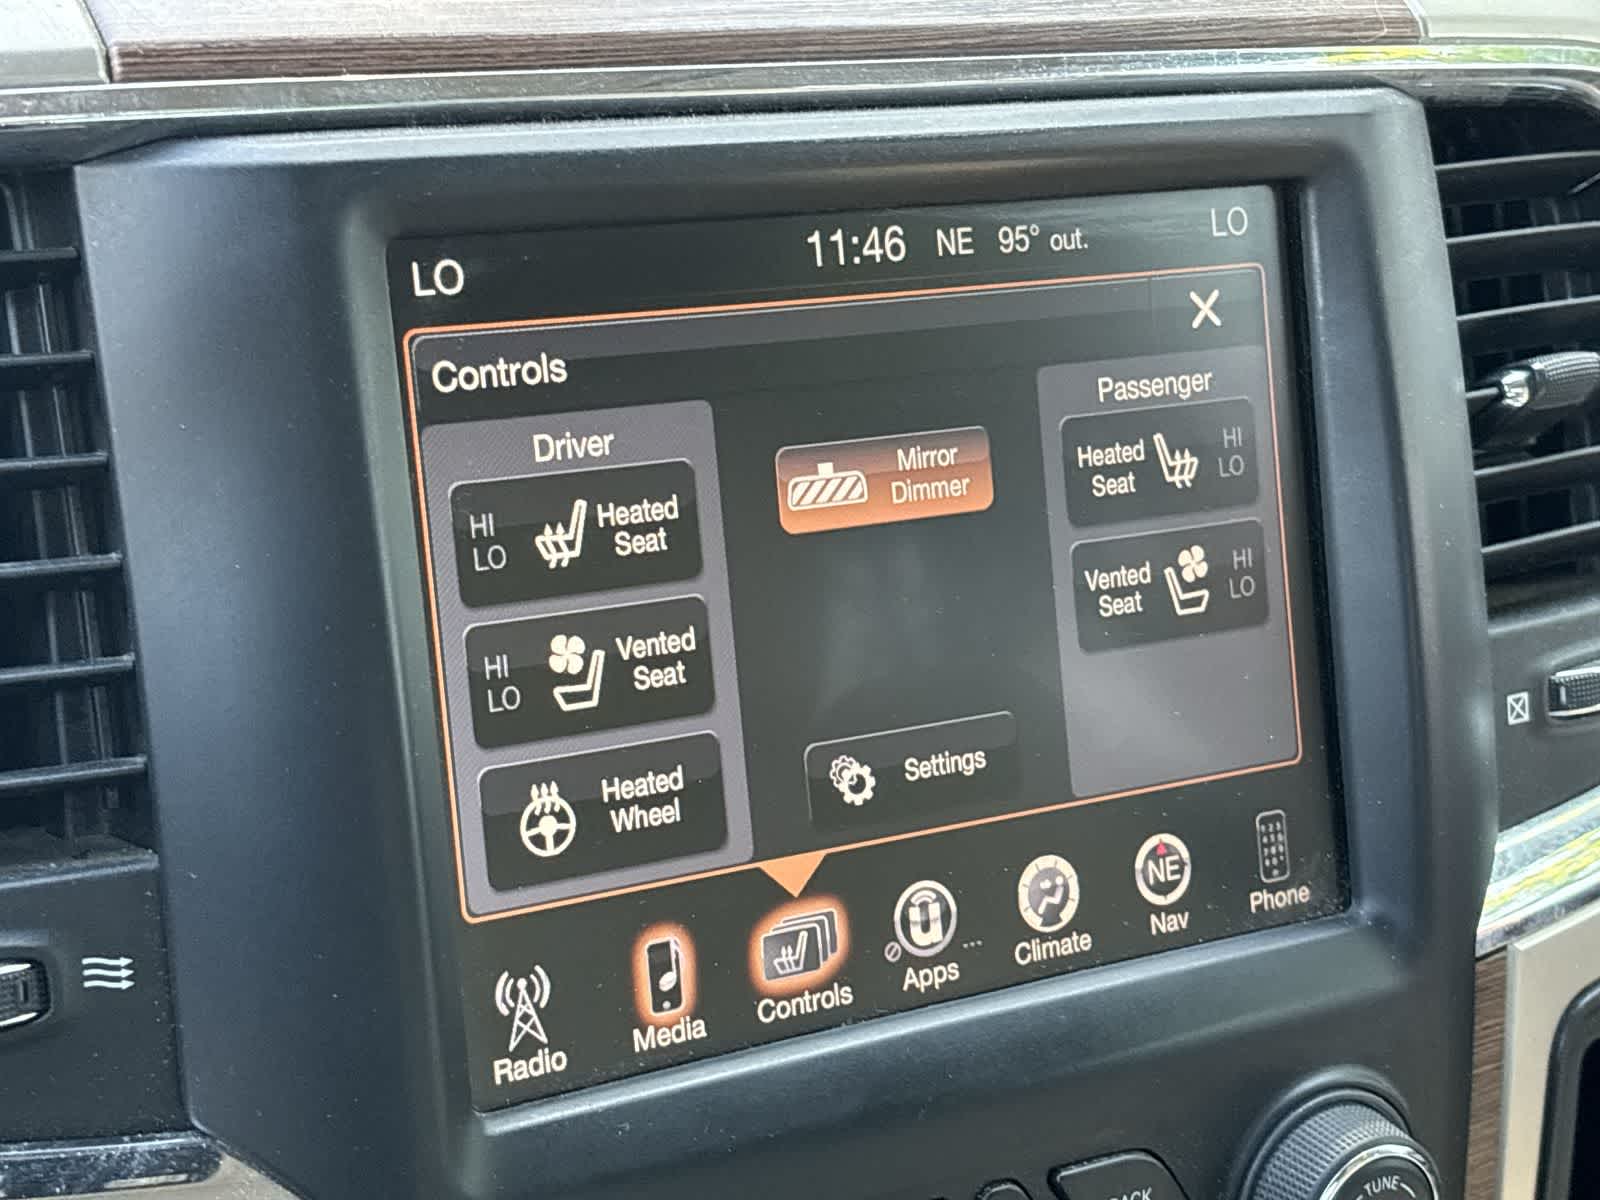 LO
11:46 NE 95° out.
LO
Controls
X
Driver
HI
LO
Heated
Seat
HI
LO
Vented
Seat
Heated
Wheel
Mirror
Dimmer
Settings
Passenger
Heated
Seat
HI
LO
Vented
Seat
HI
LO
Radio
Media
Controls
Apps
...
Climate
NE
Nav
Phone
TUNE